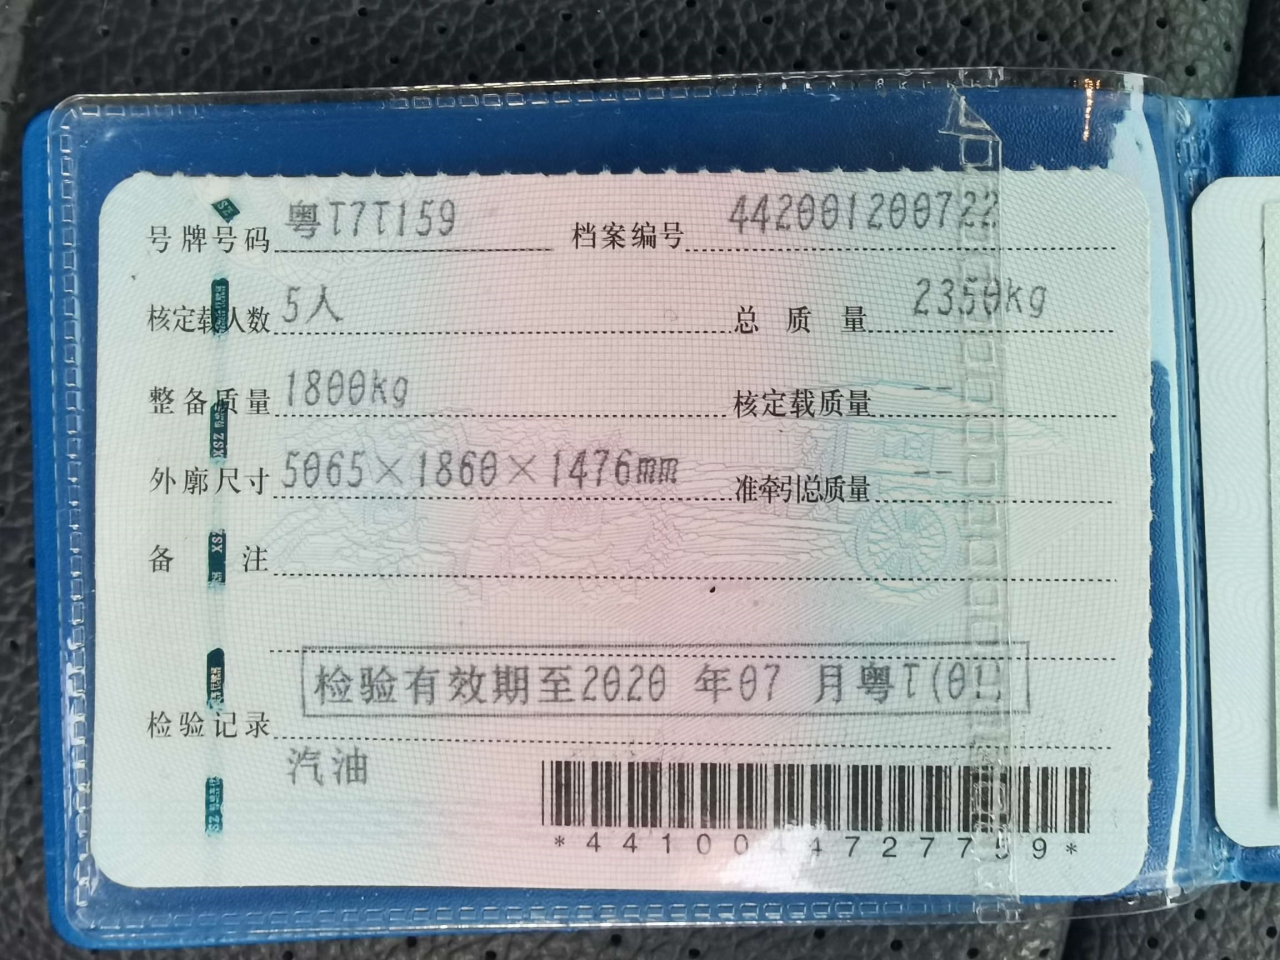 号牌号码 粤T7T159 档案编号 442001200722
核定载人数 5人 总质量 2350kg
整备质量 1800kg 核定载质量 --
外廓尺寸 5065×1860×1476mm 准牵引总质量 --
备注
检验有效期至2020 年07 月粤T(01)
检验记录
汽油
*4410044727759*